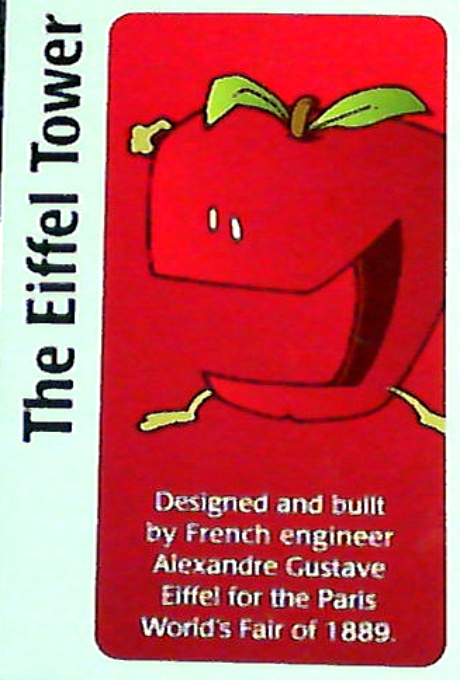 The Eiffel Tower
Designed and built
by French engineer
Alexandre Gustave
Eiffel for the Paris
World's Fair of 1889.